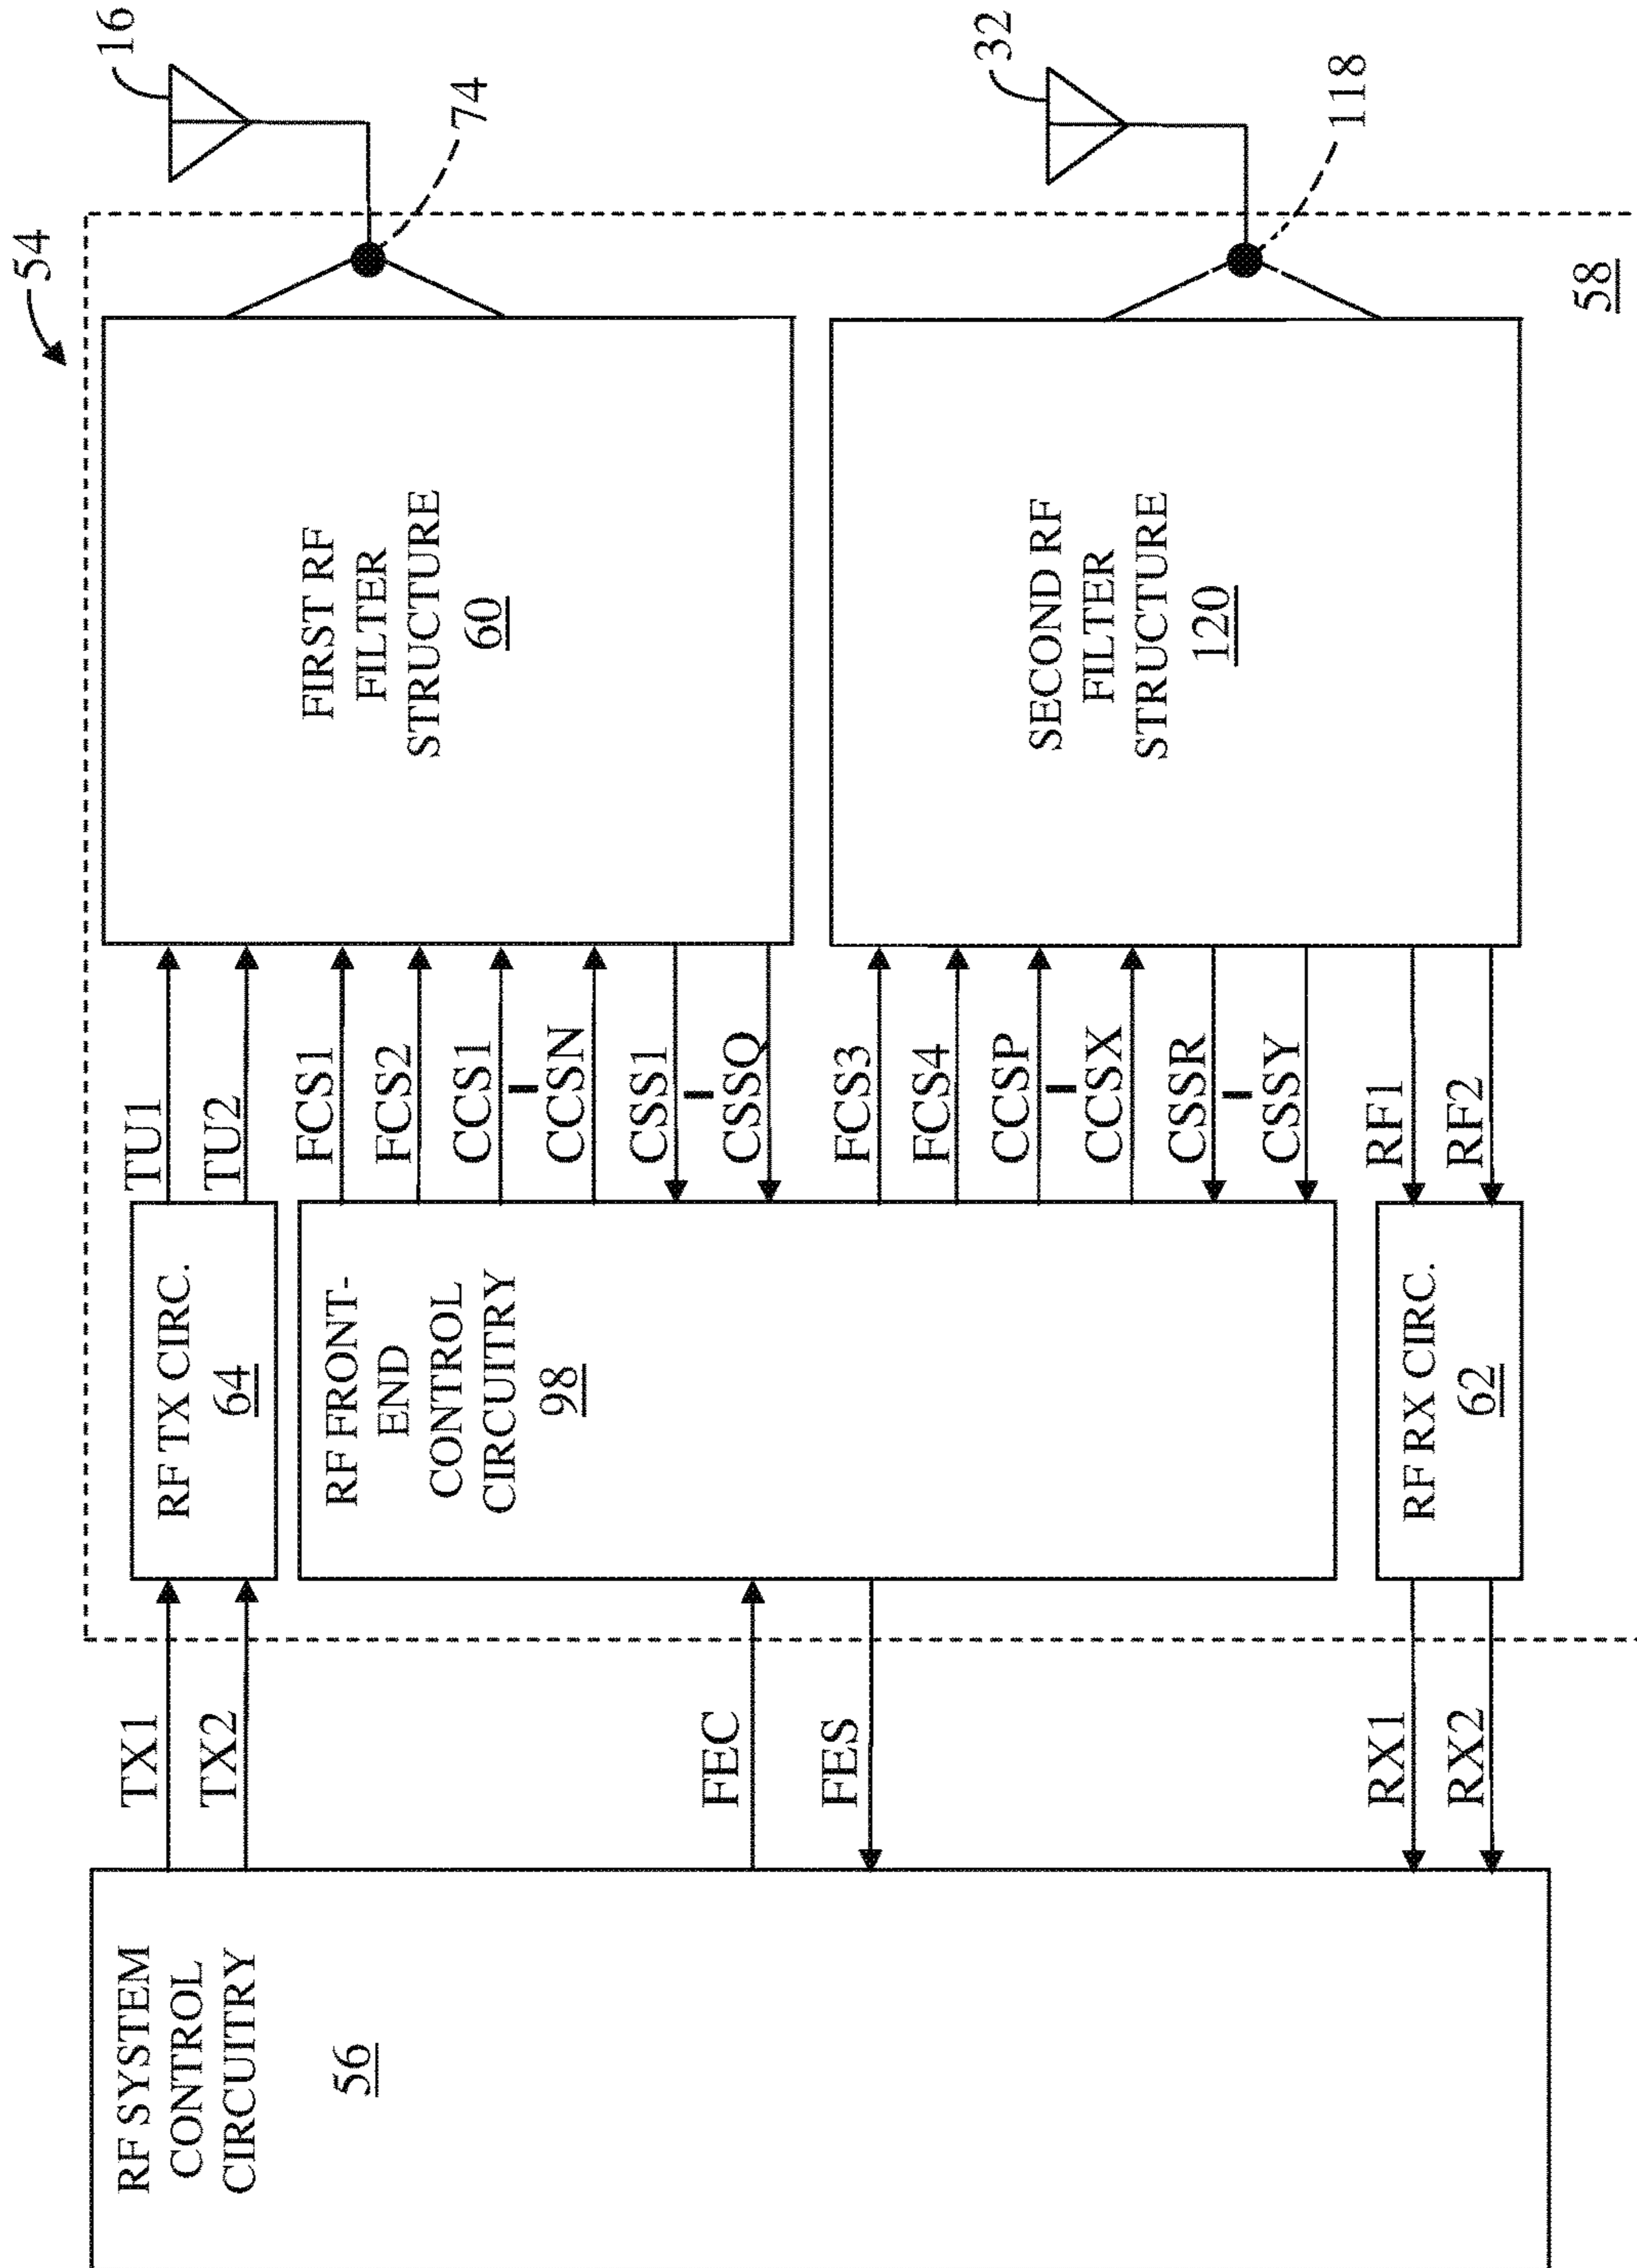 54
RF SYSTEM
CONTROL
CIRCUITRY
56
TX1
TX2
FEC
FES
RX1
RX2
RF TX CIRC.
64
RF FRONT-
END
CONTROL
CIRCUITRY
98
RF RX CIRC.
62
TU1
TU2
FCS1
FCS2
CCS1
-
CCSN
CSS1
-
CSSQ
FCS3
FCS4
CCSP
-
CCSX
CSSR
-
CSSY
RF1
RF2
FIRST RF
FILTER
STRUCTURE
60
SECOND RF
FILTER
STRUCTURE
120
16
74
32
118
58